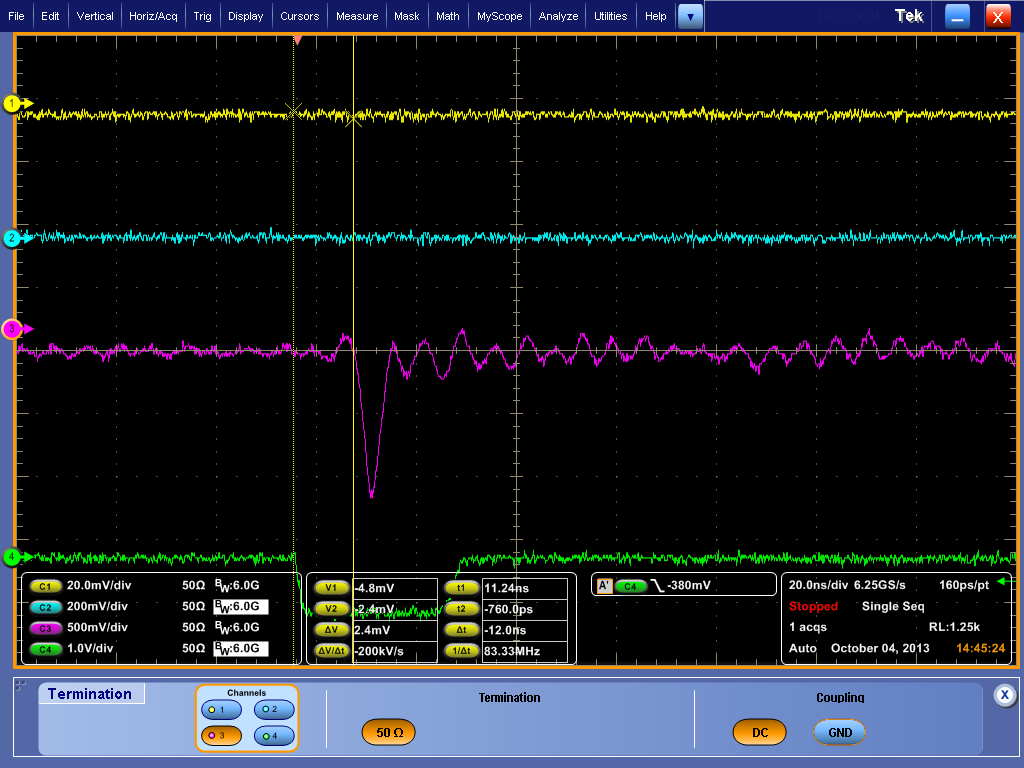 File Edit Vertical Horiz/Acq Trig Display Cursors Measure Mask Math MyScope Analyze Utilities Help Tek X
1
2
3
4
C1 20.0mV/div 50Ω BW:6.0G
C2 200mV/div 50Ω BW:6.0G
C3 500mV/div 50Ω BW:6.0G
C4 1.0V/div 50Ω BW:6.0G
V1 -4.8mV t1 11.24ns
V2 -2.4mV t2 -760.0ps
ΔV 2.4mV Δt -12.0ns
ΔV/Δt -200kV/s 1/Δt 83.33MHz
A' C4 -380mV
20.0ns/div 6.25GS/s 160ps/pt
Stopped Single Seq
1 acqs RL:1.25k
Auto October 04, 2013 14:45:24
Termination
Channels
1 2
3 4
Termination
50 Ω
Coupling
DC GND
X